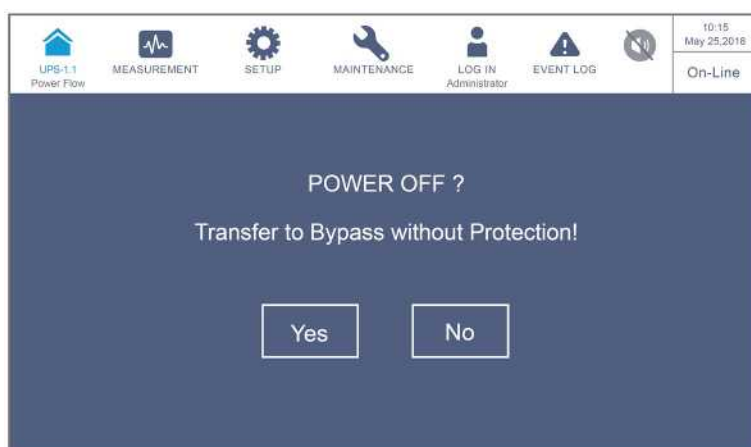 UPS-1.1
Power Flow
MEASUREMENT
SETUP
MAINTENANCE
LOG IN
Administrator
EVENT LOG
10:15
May 25,2018
On-Line
POWER OFF ?
Transfer to Bypass without Protection!
Yes
No